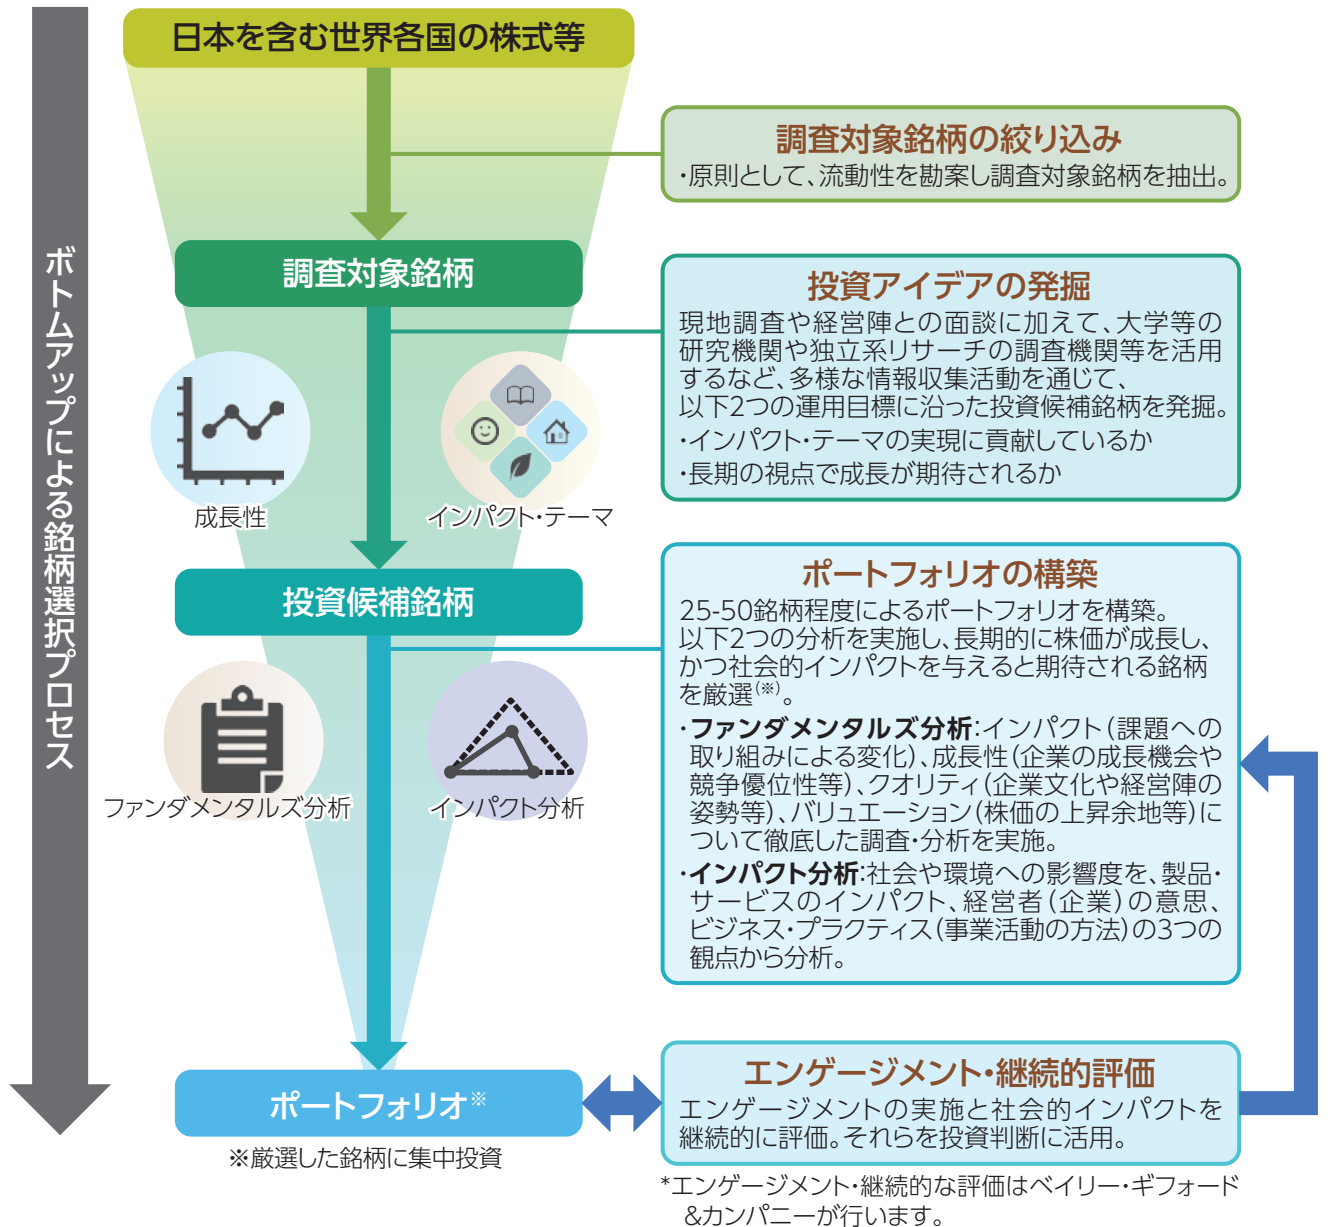 ボトムアップによる銘柄選択プロセス
日本を含む世界各国の株式等
調査対象銘柄の絞り込み
・原則として、流動性を勘案し調査対象銘柄を抽出。
調査対象銘柄
投資アイデアの発掘
現地調査や経営陣との面談に加えて、大学等の
研究機関や独立系リサーチの調査機関等を活用
するなど、多様な情報収集活動を通じて、
以下2つの運用目標に沿った投資候補銘柄を発掘。
・インパクト・テーマの実現に貢献しているか
・長期の視点で成長が期待されるか
成長性
インパクト・テーマ
投資候補銘柄
ポートフォリオの構築
25-50銘柄程度によるポートフォリオを構築。
以下2つの分析を実施し、長期的に株価が成長し、
かつ社会的インパクトを与えると期待される銘柄
を厳選(※)。
・ファンダメンタルズ分析:インパクト(課題への
取り組みによる変化)、成長性(企業の成長機会や
競争優位性等)、クオリティ(企業文化や経営陣の
姿勢等)、バリュエーション(株価の上昇余地等)に
ついて徹底した調査・分析を実施。
・インパクト分析:社会や環境への影響度を、製品・
サービスのインパクト、経営者(企業)の意思、
ビジネス・プラクティス(事業活動の方法)の3つの
観点から分析。
ファンダメンタルズ分析
インパクト分析
ポートフォリオ※
※厳選した銘柄に集中投資
エンゲージメント・継続的評価
エンゲージメントの実施と社会的インパクトを
継続的に評価。それらを投資判断に活用。
*エンゲージメント・継続的な評価はベイリー・ギフォード
&カンパニーが行います。